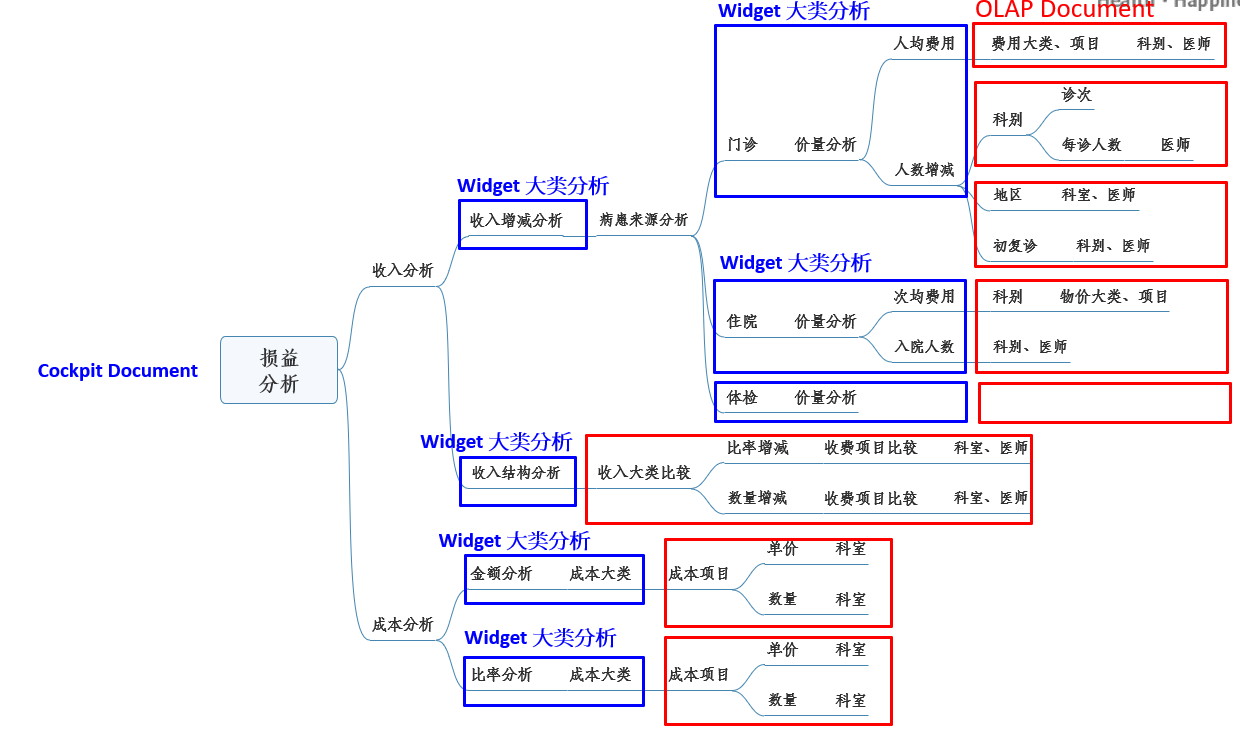 Widget 大类分析
OLAP Document
人均费用
费用大类、项目
科别、医师
诊次
科别
门诊
价量分析
每诊人数
医师
人数增减
Widget 大类分析
地区
科室、医师
收入增减分析
病患来源分析
初复诊
科别、医师
Widget 大类分析
收入分析
次均费用
科别
物价大类、项目
住院
价量分析
入院人数
科别、医师
损益
分析
Cockpit Document
体检
价量分析
Widget 大类分析
比率增减
收费项目比较
科室、医师
收入结构分析
收入大类比较
数量增减
收费项目比较
科室、医师
Widget 大类分析
单价
科室
金额分析
成本大类
成本项目
数量
科室
成本分析
Widget 大类分析
单价
科室
比率分析
成本大类
成本项目
数量
科室